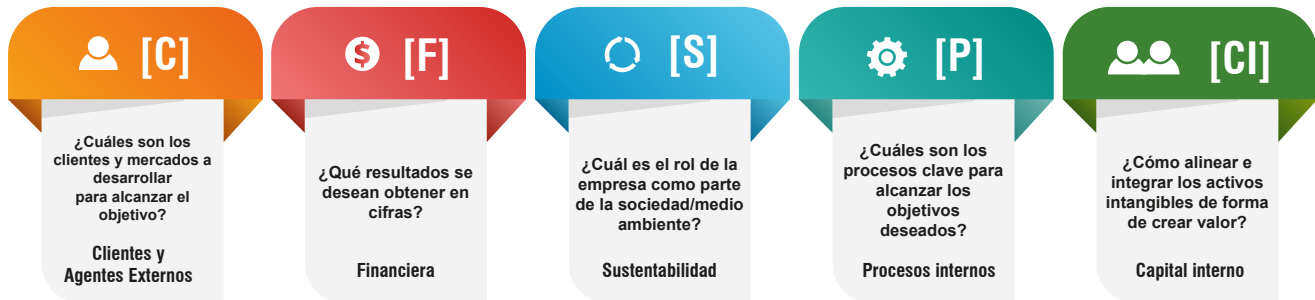 [C]
¿Cuáles son los
clientes y mercados a
desarrollar
para alcanzar el
objetivo?
Clientes y
Agentes Externos
$ [F]
¿Qué resultados se
desean obtener en
cifras?
Financiera
[S]
¿Cuál es el rol de la
empresa como parte
de la sociedad/medio
ambiente?
Sustentabilidad
[P]
¿Cuáles son los
procesos clave para
alcanzar los
objetivos
deseados?
Procesos internos
[CI]
¿Cómo alinear e
integrar los activos
intangibles de forma
de crear valor?
Capital interno